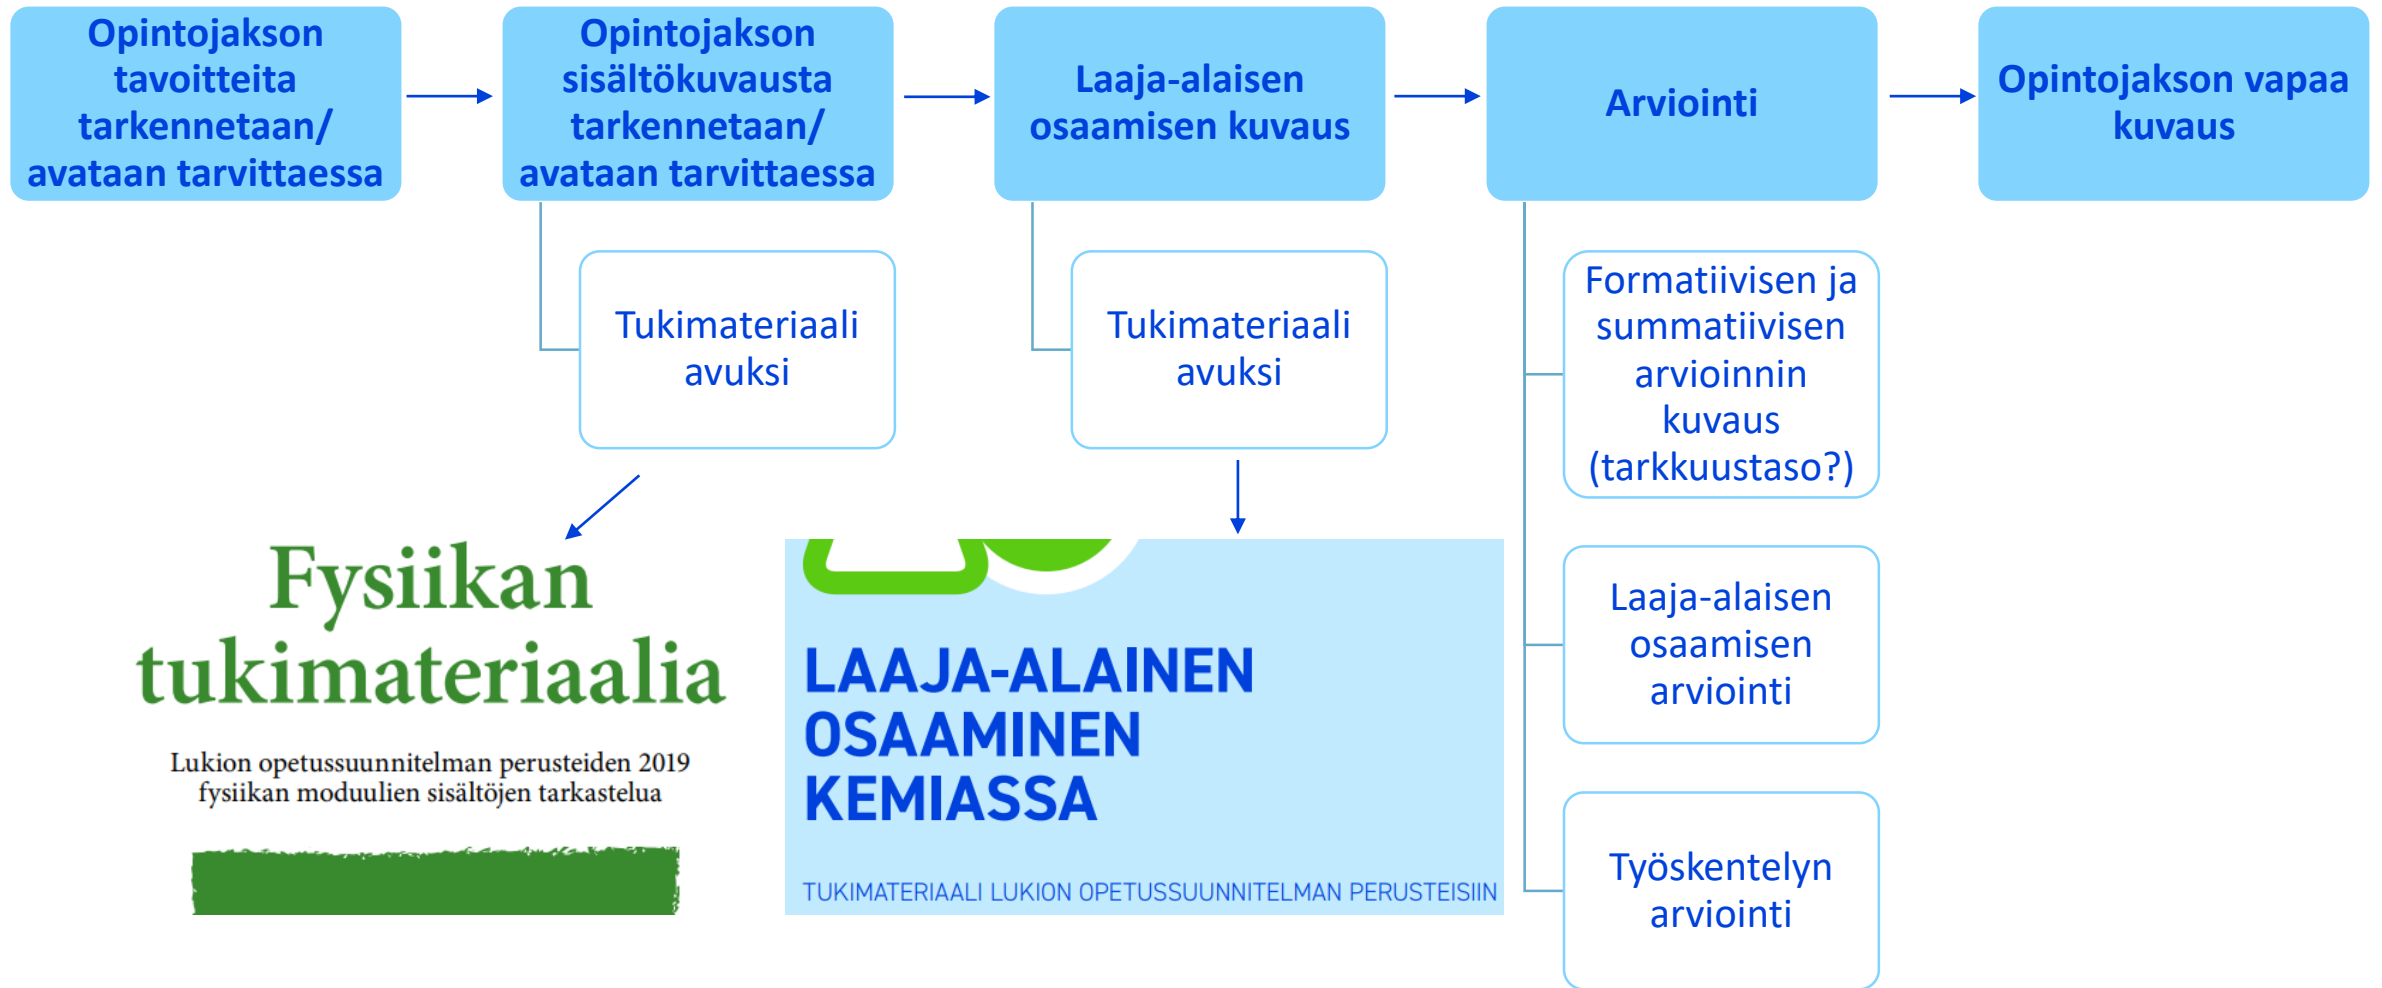 Opintojakson
tavoitteita
tarkennetaan/
avataan tarvittaessa
Opintojakson
sisältökuvausta
tarkennetaan/
avataan tarvittaessa
Laaja-alaisen
osaamisen kuvaus
Arviointi
Opintojakson vapaa
kuvaus
Tukimateriaali
avuksi
Tukimateriaali
avuksi
Formatiivisen ja
summatiivisen
arvioinnin
kuvaus
(tarkkuustaso?)
Laaja-alaisen
osaamisen
arviointi
Työskentelyn
arviointi
Fysiikan
tukimateriaalia
Lukion opetussuunnitelman perusteiden 2019
fysiikan moduulien sisältöjen tarkastelua
LAAJA-ALAINEN
OSAAMINEN
KEMIASSA
TUKIMATERIAALI LUKION OPETUSSUUNNITELMAN PERUSTEISIIN